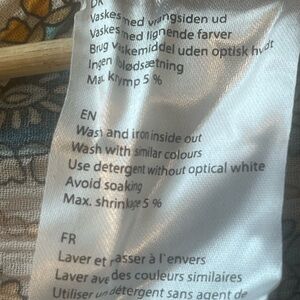 DK
Vaskes med vrangsiden ud
Vaskes med lignende farver
Brug vaskemiddel uden optisk hvidt
Ingen iblødsætning
Max. krymp 5 %
EN
Wash and iron inside out
Wash with similar colours
Use detergent without optical white
Avoid soaking
Max. shrinkage 5 %
FR
Laver et passer à l'envers
Laver avec des couleurs similaires
Utiliser un détergent sans agent de